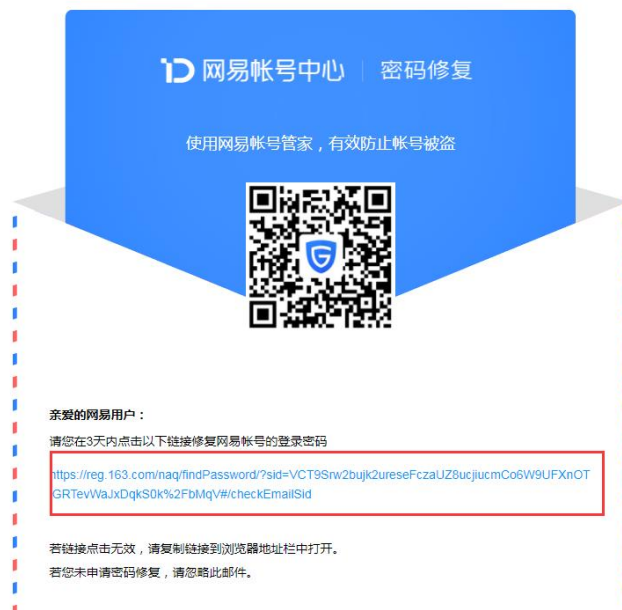 网易帐号中心 | 密码修复
使用网易帐号管家，有效防止帐号被盗
亲爱的网易用户：
请您在3天内点击以下链接修复网易帐号的登录密码
https://reg.163.com/naq/findPassword/?sid=VCT9Srw2bujk2ureseFczaUZ8ucjiucmCo6W9UFXnOT
GRTevWaJxDqkS0k%2FbMqV#/checkEmailSid
若链接点击无效，请复制链接到浏览器地址栏中打开。
若您未申请密码修复，请忽略此邮件。